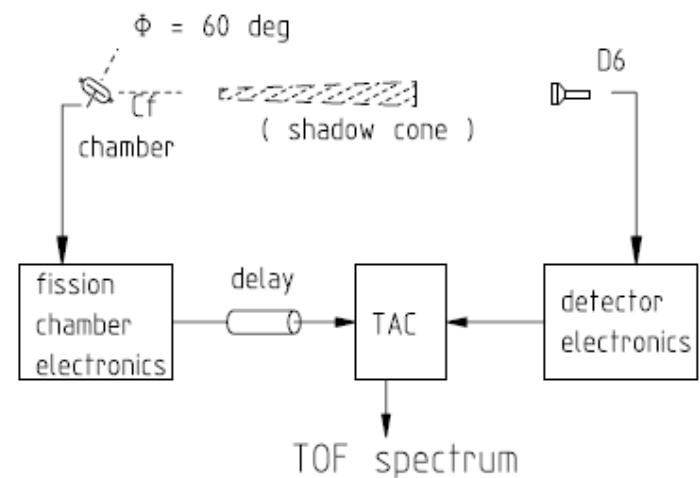 Φ = 60 deg
D6
Cf
chamber
( shadow cone )
fission
chamber
electronics
delay
TAC
detector
electronics
TOF spectrum